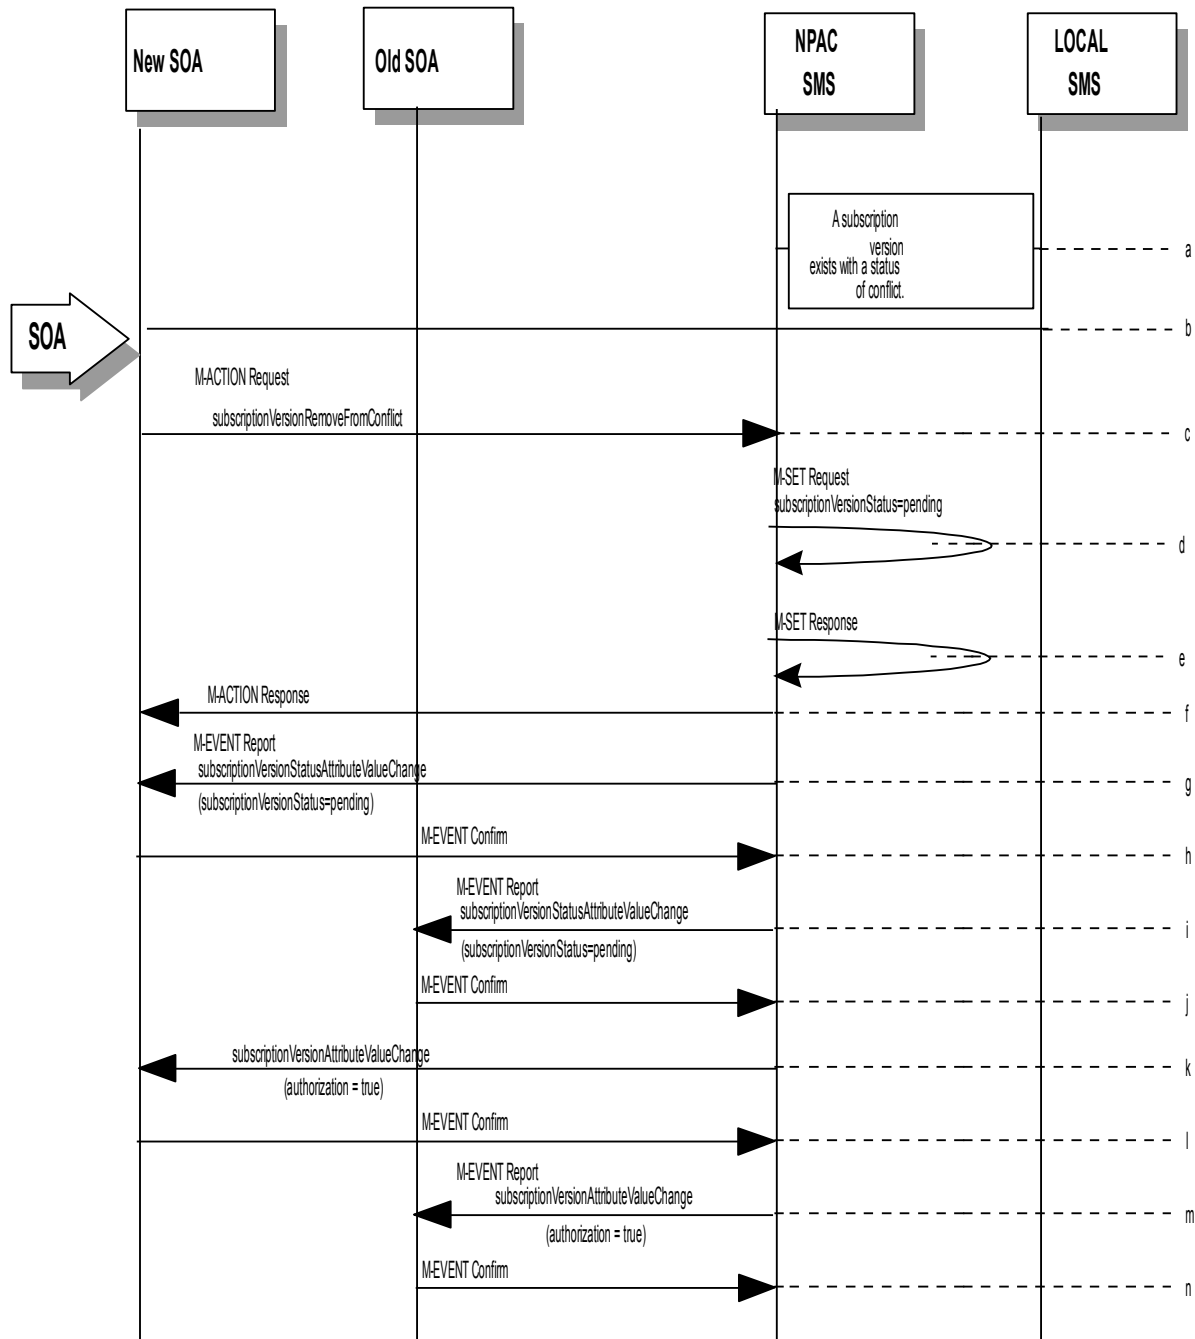 New SOA
Old SOA
NPAC
SMS
LOCAL
SMS
A subscription
version
exists with a status
of conflict.
a
SOA
b
M-ACTION Request
subscriptionVersionRemoveFromConflict
c
M-SET Request
subscriptionVersionStatus=pending
d
M-SET Response
e
M-ACTION Response
f
M-EVENT Report
subscriptionVersionStatusAttributeValueChange
(subscriptionVersionStatus=pending)
g
M-EVENT Confirm
h
M-EVENT Report
subscriptionVersionStatusAttributeValueChange
(subscriptionVersionStatus=pending)
i
M-EVENT Confirm
j
subscriptionVersionAttributeValueChange
(authorization = true)
k
M-EVENT Confirm
l
M-EVENT Report
subscriptionVersionAttributeValueChange
(authorization = true)
m
M-EVENT Confirm
n